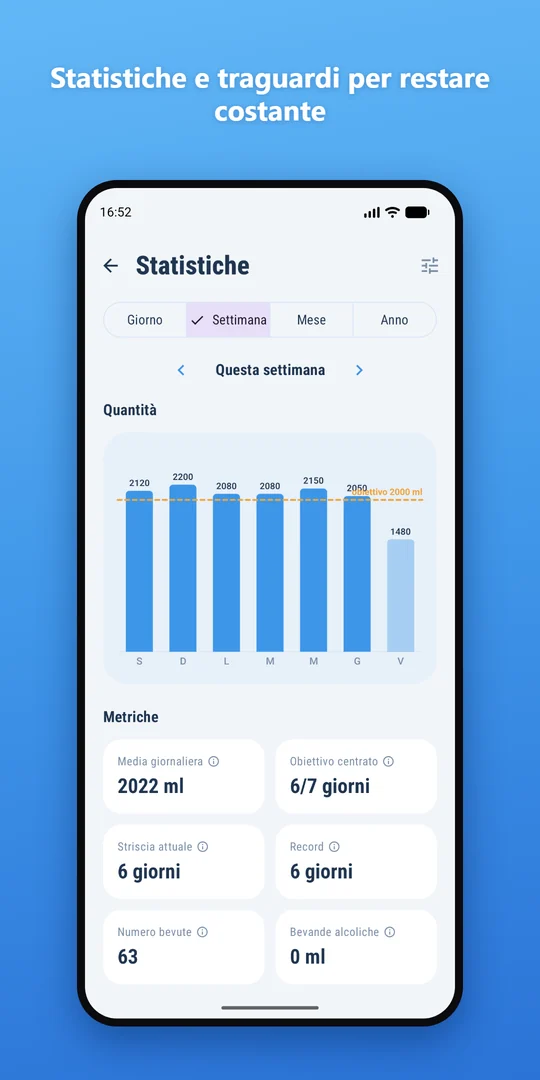 Statistiche e traguardi per restare
costante
16:52
Statistiche
Giorno
Settimana
Mese
Anno
Questa settimana
Quantità
2120
2200
2080
2080
2150
2050
obiettivo 2000 ml
1480
S
D
L
M
M
G
V
Metriche
Media giornaliera
2022 ml
Obiettivo centrato
6/7 giorni
Striscia attuale
6 giorni
Record
6 giorni
Numero bevute
63
Bevande alcoliche
0 ml